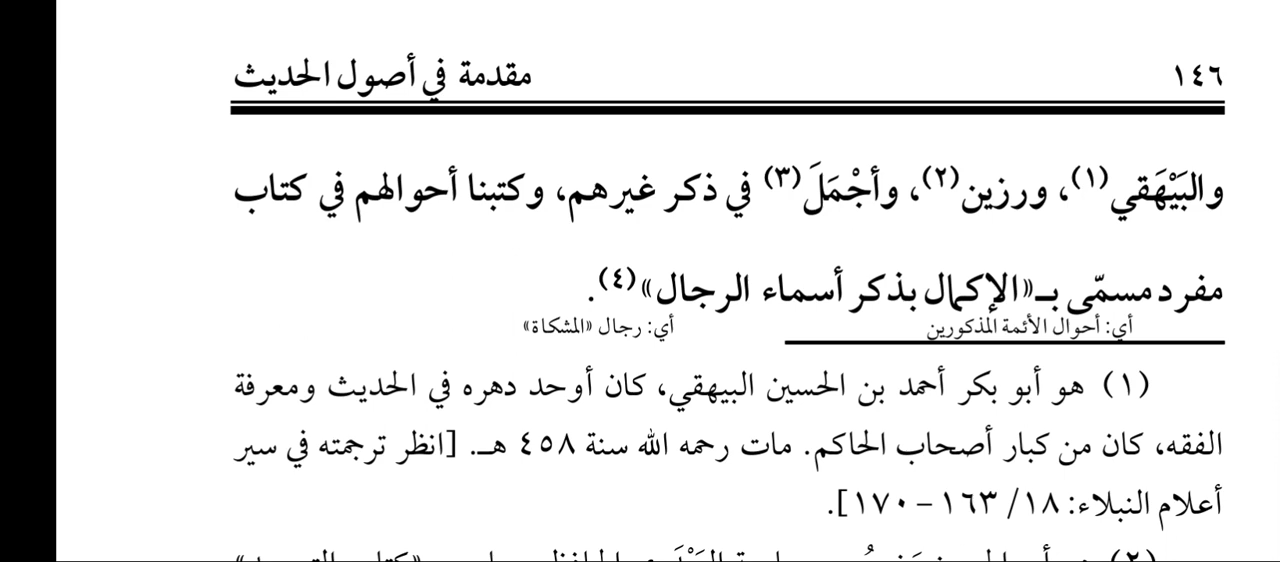 ١٤٦ مقدمة في أصول الحديث
والبَيْهَقي(١)، ورزين(٢)، وأجْمَلَ(٣) في ذكر غيرهم، وكتبنا أحوالهم في كتاب
مفرد مسمّى بـ«الإكمال بذكر أسماء الرجال»(٤).
أي: أحوال الأئمة المذكورين أي: رجال «المشكاة»
(١) هو أبو بكر أحمد بن الحسين البيهقي، كان أوحد دهره في الحديث ومعرفة
الفقه، كان من كبار أصحاب الحاكم. مات رحمه الله سنة ٤٥٨ هـ. [انظر ترجمته في سير
أعلام النبلاء: ١٨/ ١٦٣ – ١٧٠].
(٢)